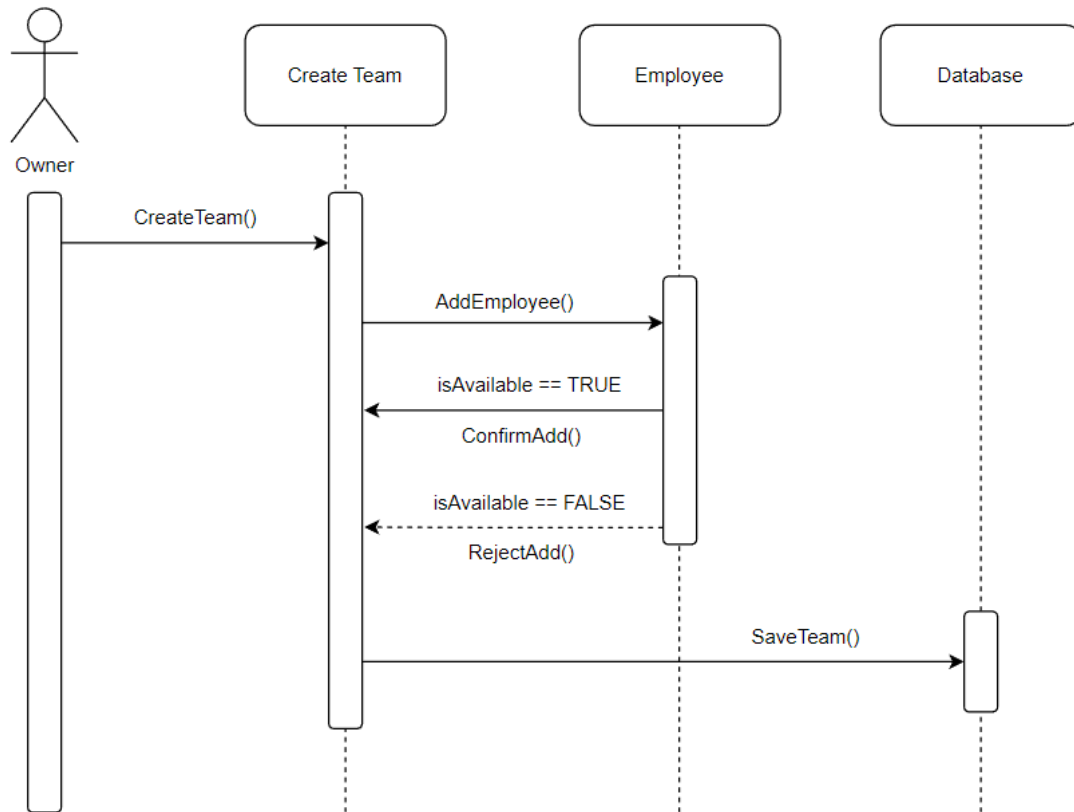 Owner
Create Team
Employee
Database
CreateTeam()
AddEmployee()
isAvailable == TRUE
ConfirmAdd()
isAvailable == FALSE
RejectAdd()
SaveTeam()